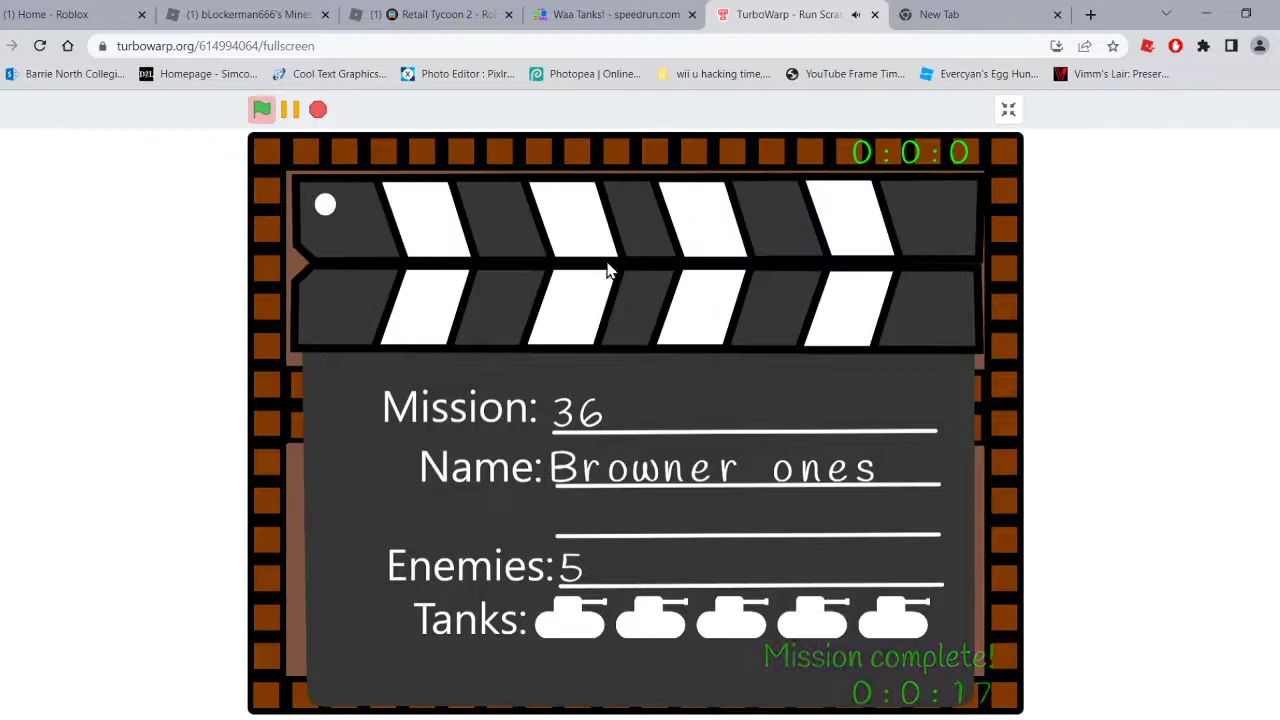 (1) Home - Roblox
(1) bLockerman666's Mines
(1) Retail Tycoon 2 - Rol
Waa Tanks! - speedrun.com
TurboWarp - Run Scra
New Tab
turbowarp.org/614994064/fullscreen
Barrie North Collegi...
D2L
Homepage - Simco...
Cool Text Graphics...
Photo Editor : Pixlr...
Photopea | Online...
wii u hacking time,...
YouTube Frame Tim...
Evercyan's Egg Hun...
Vimm's Lair: Preser...
0:0:0
Mission: 36
Name: Browner ones
Enemies: 5
Tanks:
Mission complete!
0:0:17